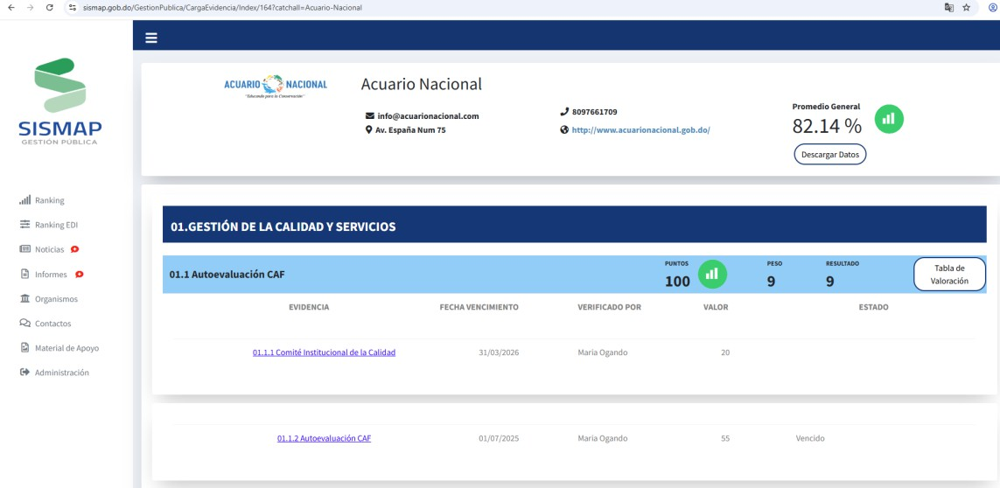 sismap.gob.do/GestionPublica/CargaEvidencia/Index/164?catchall=Acuario-Nacional
SISMAP
GESTIÓN PÚBLICA
Ranking
Ranking EDI
Noticias
Informes
Organismos
Contactos
Material de Apoyo
Administración
ACUARIO NACIONAL
"Educando para la Conservación"
Acuario Nacional
info@acuarionacional.com
Av. España Num 75
8097661709
http://www.acuarionacional.gob.do/
Promedio General
82.14 %
Descargar Datos
01.GESTIÓN DE LA CALIDAD Y SERVICIOS
01.1 Autoevaluación CAF
PUNTOS
100
PESO
9
RESULTADO
9
Tabla de
Valoración
EVIDENCIA FECHA VENCIMIENTO VERIFICADO POR VALOR ESTADO
01.1.1 Comité Institucional de la Calidad 31/03/2026 Maria Ogando 20
01.1.2 Autoevaluación CAF 01/07/2025 Maria Ogando 55 Vencido